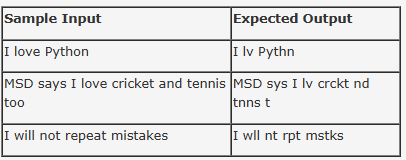 Sample Input Expected Output
I love Python I lv Pythn
MSD says I love cricket and tennis too MSD sys I lv crckt nd tnns t
I will not repeat mistakes I wll nt rpt mstks